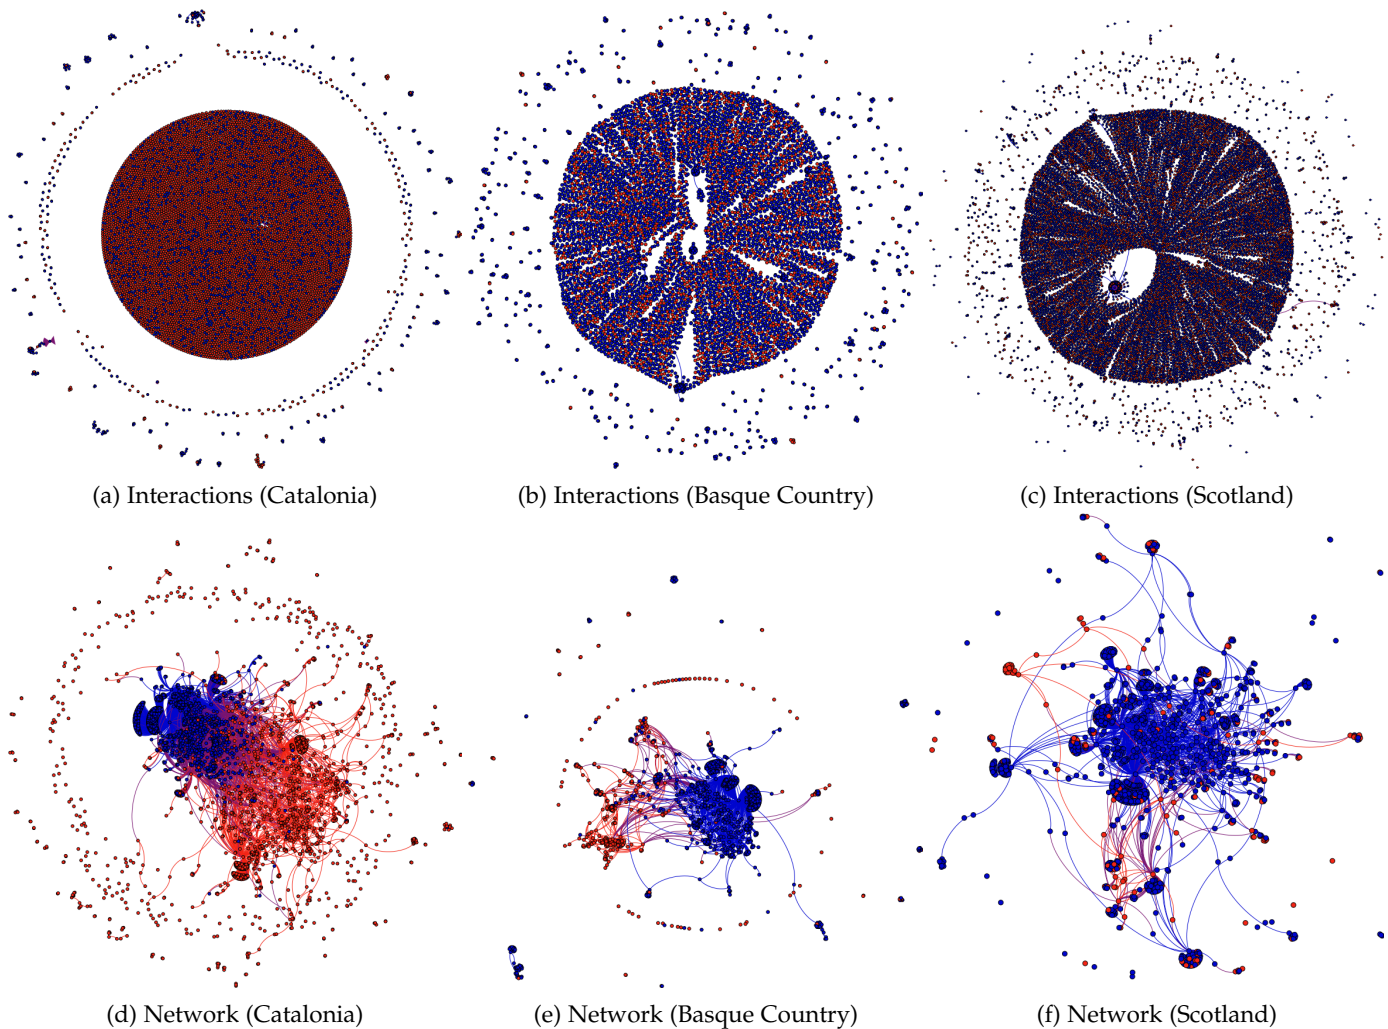 (a) Interactions (Catalonia)
(b) Interactions (Basque Country)
(c) Interactions (Scotland)
(d) Network (Catalonia)
(e) Network (Basque Country)
(f) Network (Scotland)